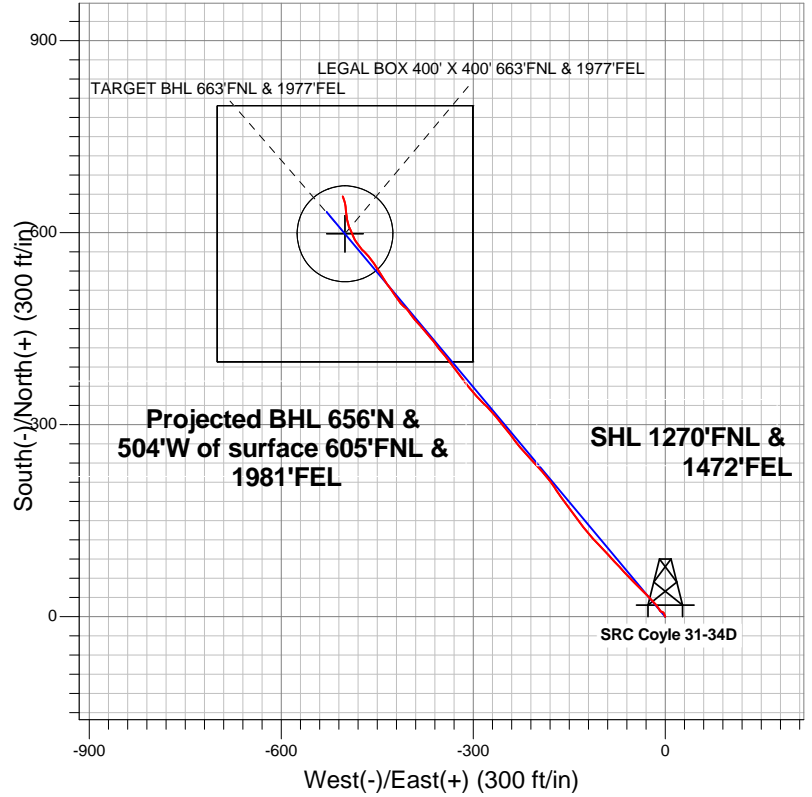 900
LEGAL BOX 400' X 400' 663'FNL & 1977'FEL
TARGET BHL 663'FNL & 1977'FEL
600
South(-)/North(+) (300 ft/in)
Projected BHL 656'N &
504'W of surface 605'FNL &
1981'FEL
300
SHL 1270'FNL &
1472'FEL
0
SRC Coyle 31-34D
-900
-600
-300
0
West(-)/East(+) (300 ft/in)